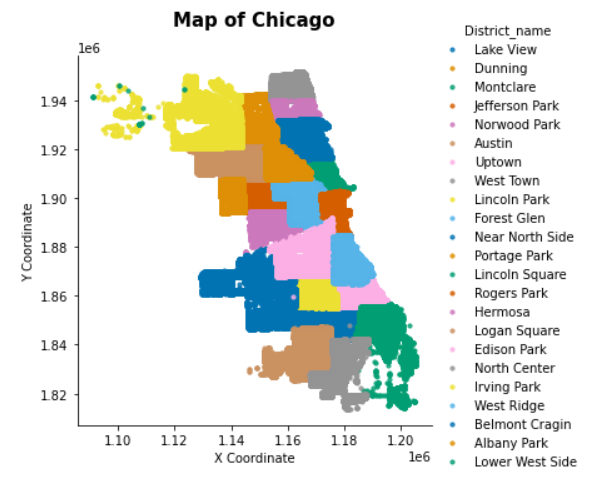 Map of Chicago
1e6
1.94
1.92
1.90
1.88
1.86
1.84
1.82
Y Coordinate
1.10
1.12
1.14
1.16
1.18
1.20
1e6
X Coordinate
District_name
Lake View
Dunning
Montclare
Jefferson Park
Norwood Park
Austin
Uptown
West Town
Lincoln Park
Forest Glen
Near North Side
Portage Park
Lincoln Square
Rogers Park
Hermosa
Logan Square
Edison Park
North Center
Irving Park
West Ridge
Belmont Cragin
Albany Park
Lower West Side